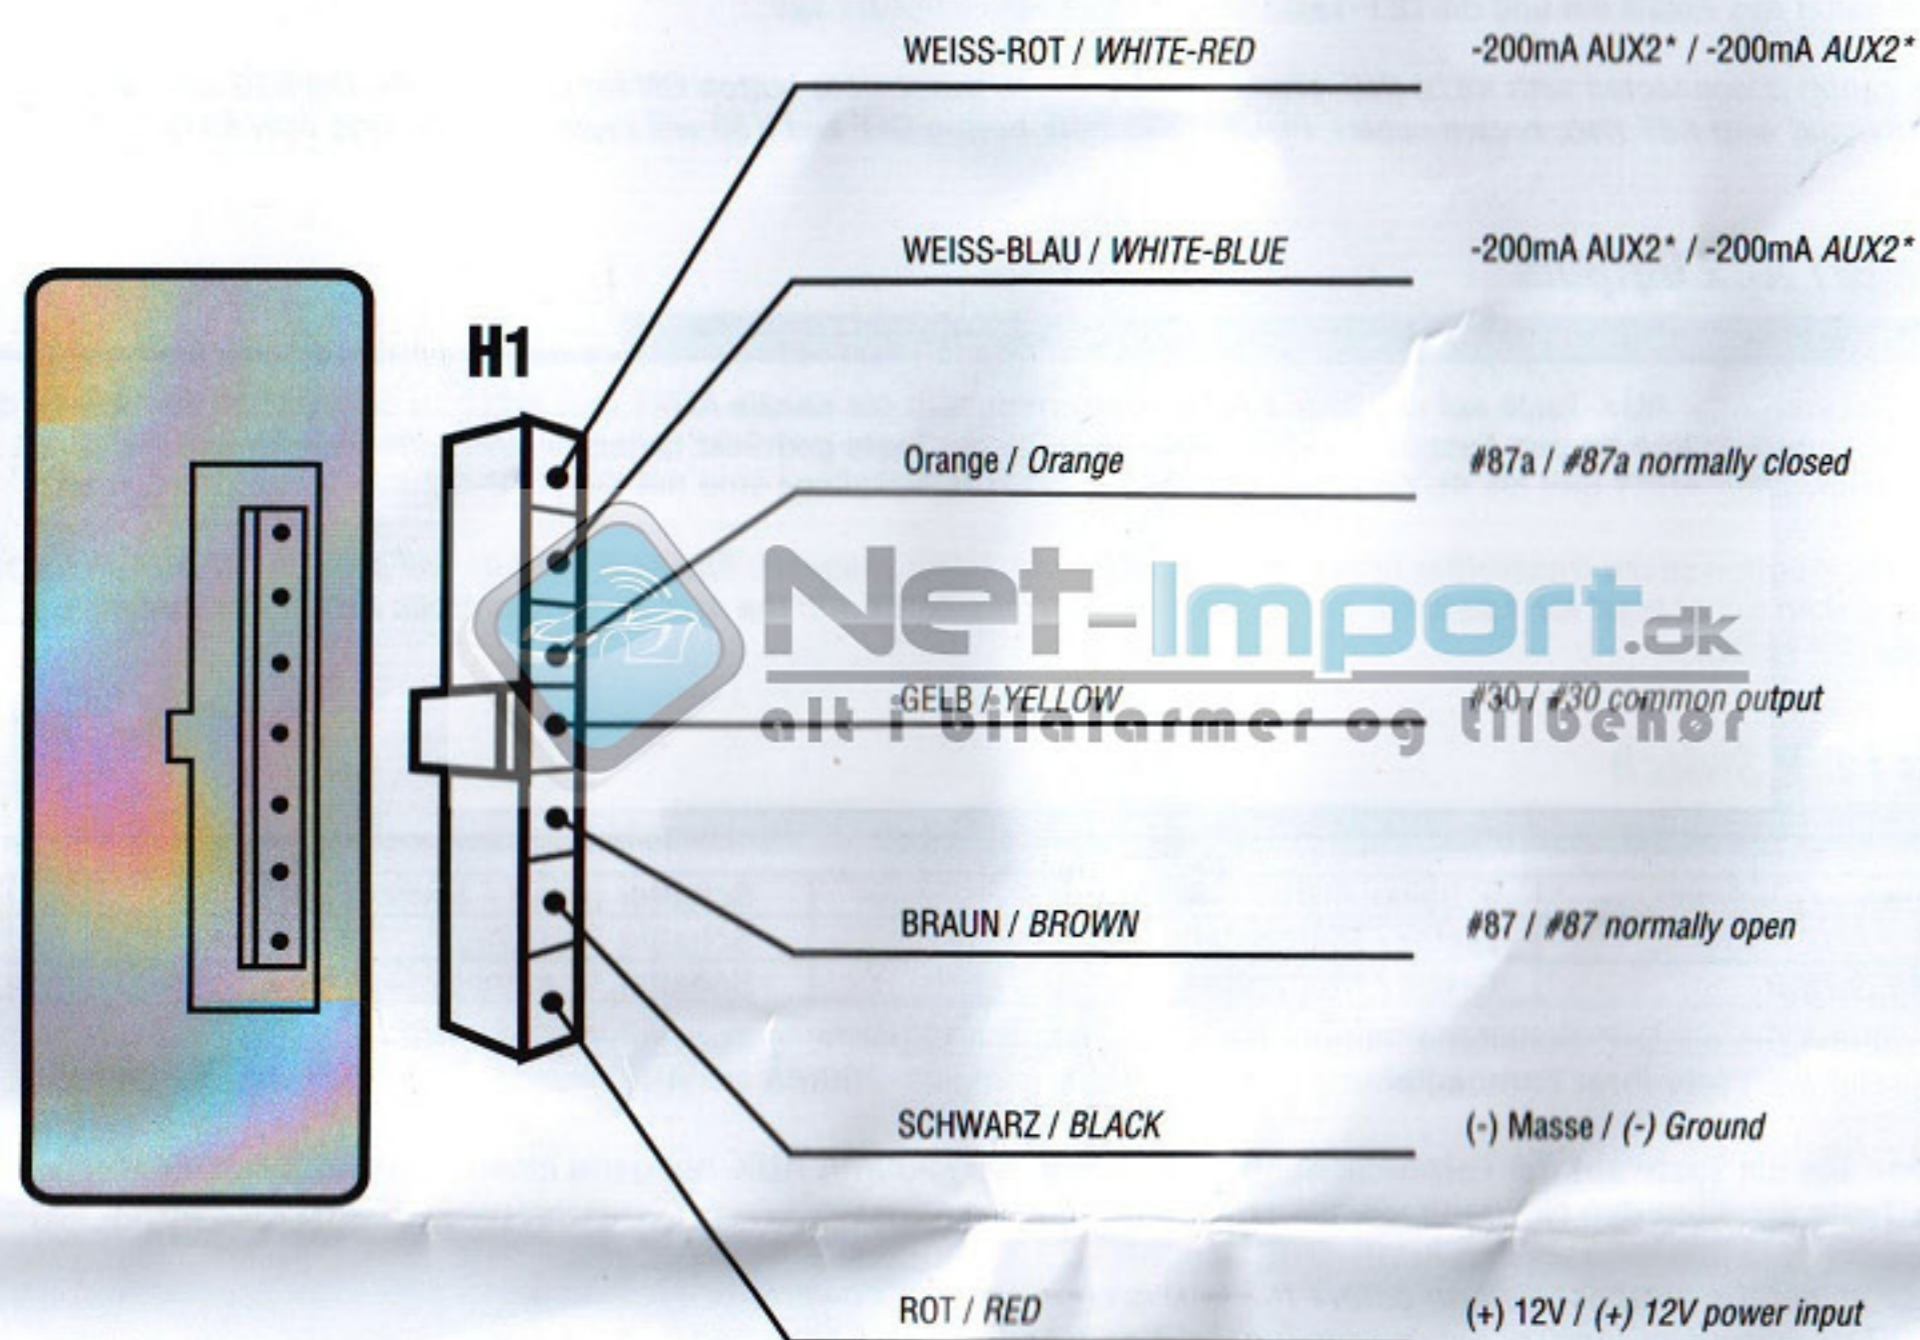 WEISS-ROT / WHITE-RED -200mA AUX2* / -200mA AUX2*
WEISS-BLAU / WHITE-BLUE -200mA AUX2* / -200mA AUX2*
H1
Orange / Orange #87a / #87a normally closed
Net-Import.dk
GELB / YELLOW #30 / #30 common output
alt i bilalarmer og tilbehør
BRAUN / BROWN #87 / #87 normally open
SCHWARZ / BLACK (-) Masse / (-) Ground
ROT / RED (+) 12V / (+) 12V power input